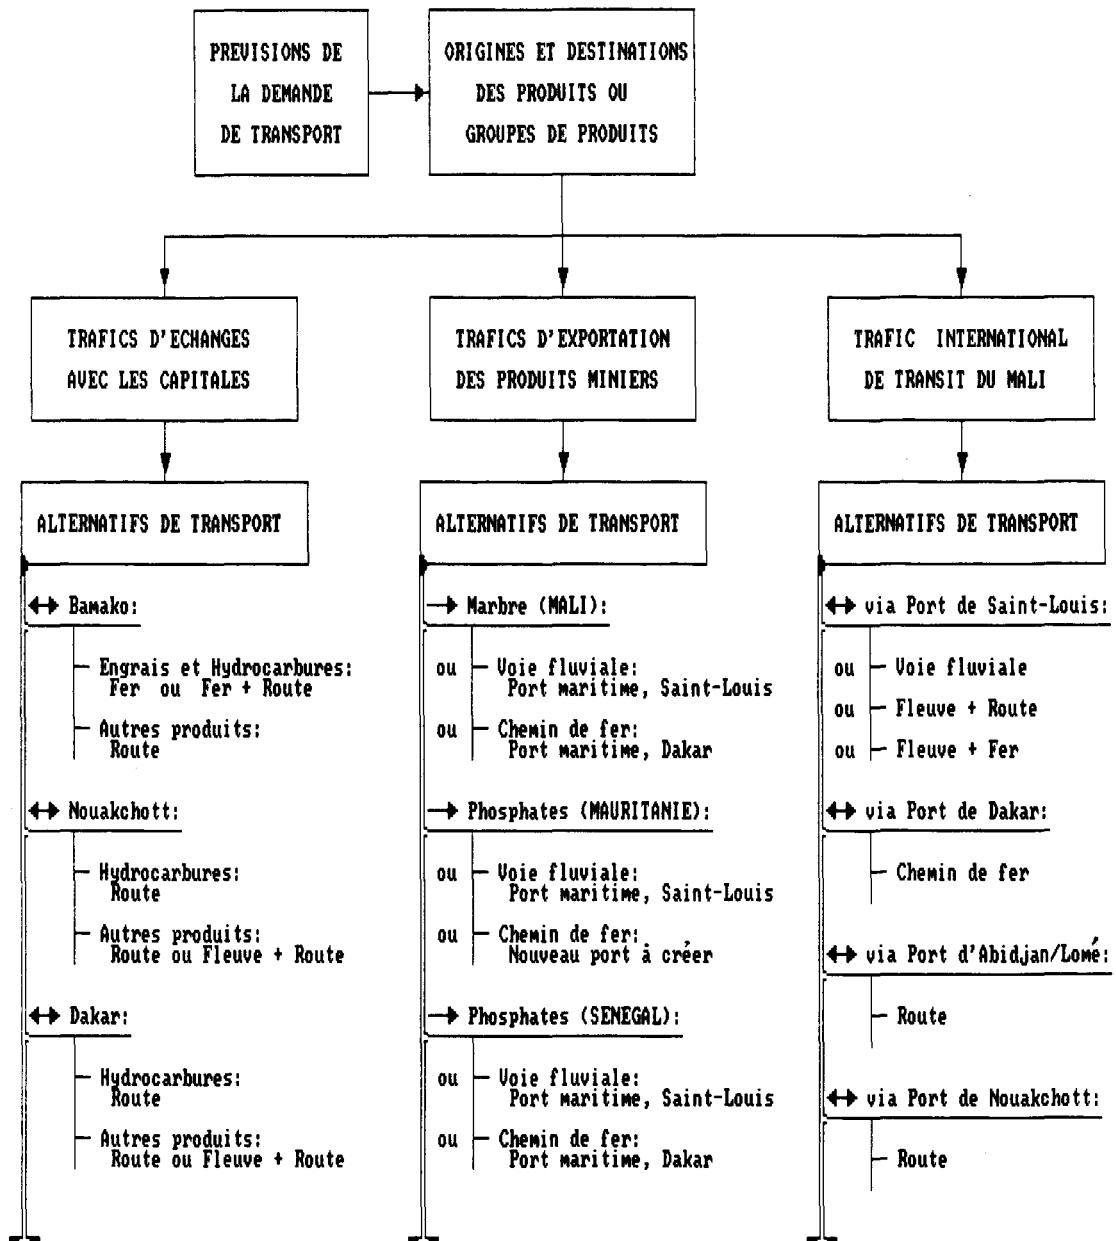 PREVISIONS DE
LA DEMANDE
DE TRANSPORT
ORIGINES ET DESTINATIONS
DES PRODUITS OU
GROUPES DE PRODUITS
TRAFICS D'ECHANGES
AVEC LES CAPITALES
TRAFICS D'EXPORTATION
DES PRODUITS MINIERS
TRAFIC INTERNATIONAL
DE TRANSIT DU MALI
ALTERNATIFS DE TRANSPORT
Bamako:
Engrais et Hydrocarbures:
Fer ou Fer + Route
Autres produits:
Route
Nouakchott:
Hydrocarbures:
Route
Autres produits:
Route ou Fleuve + Route
Dakar:
Hydrocarbures:
Route
Autres produits:
Route ou Fleuve + Route
ALTERNATIFS DE TRANSPORT
Marbre (MALI):
ou Voie fluviale:
Port maritime, Saint-Louis
ou Chemin de fer:
Port maritime, Dakar
Phosphates (MAURITANIE):
ou Voie fluviale:
Port maritime, Saint-Louis
ou Chemin de fer:
Nouveau port à créer
Phosphates (SENEGAL):
ou Voie fluviale:
Port maritime, Saint-Louis
ou Chemin de fer:
Port maritime, Dakar
ALTERNATIFS DE TRANSPORT
via Port de Saint-Louis:
ou Voie fluviale
ou Fleuve + Route
ou Fleuve + Fer
via Port de Dakar:
Chemin de fer
via Port d'Abidjan/Lomé:
Route
via Port de Nouakchott:
Route